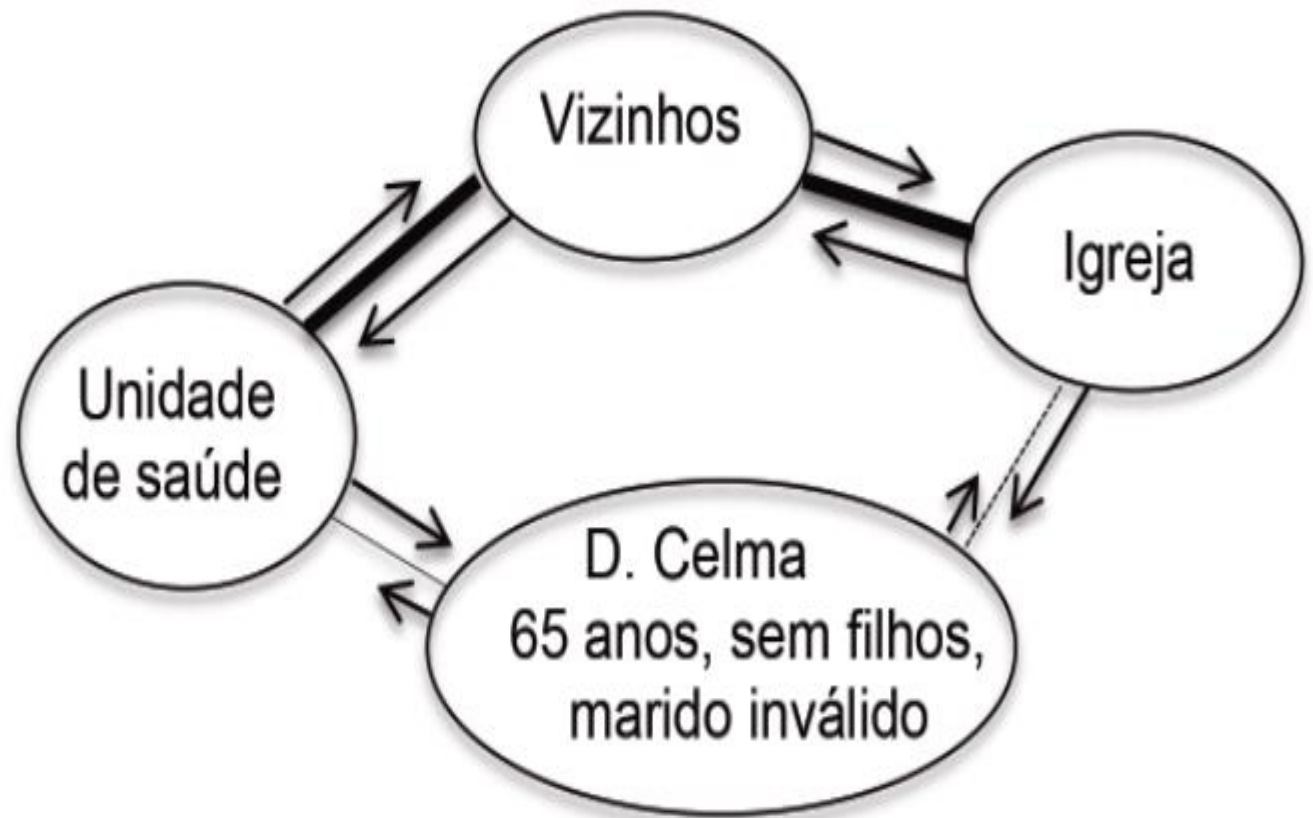 Vizinhos
Igreja
Unidade
de saúde
D. Celma
65 anos, sem filhos,
marido inválido